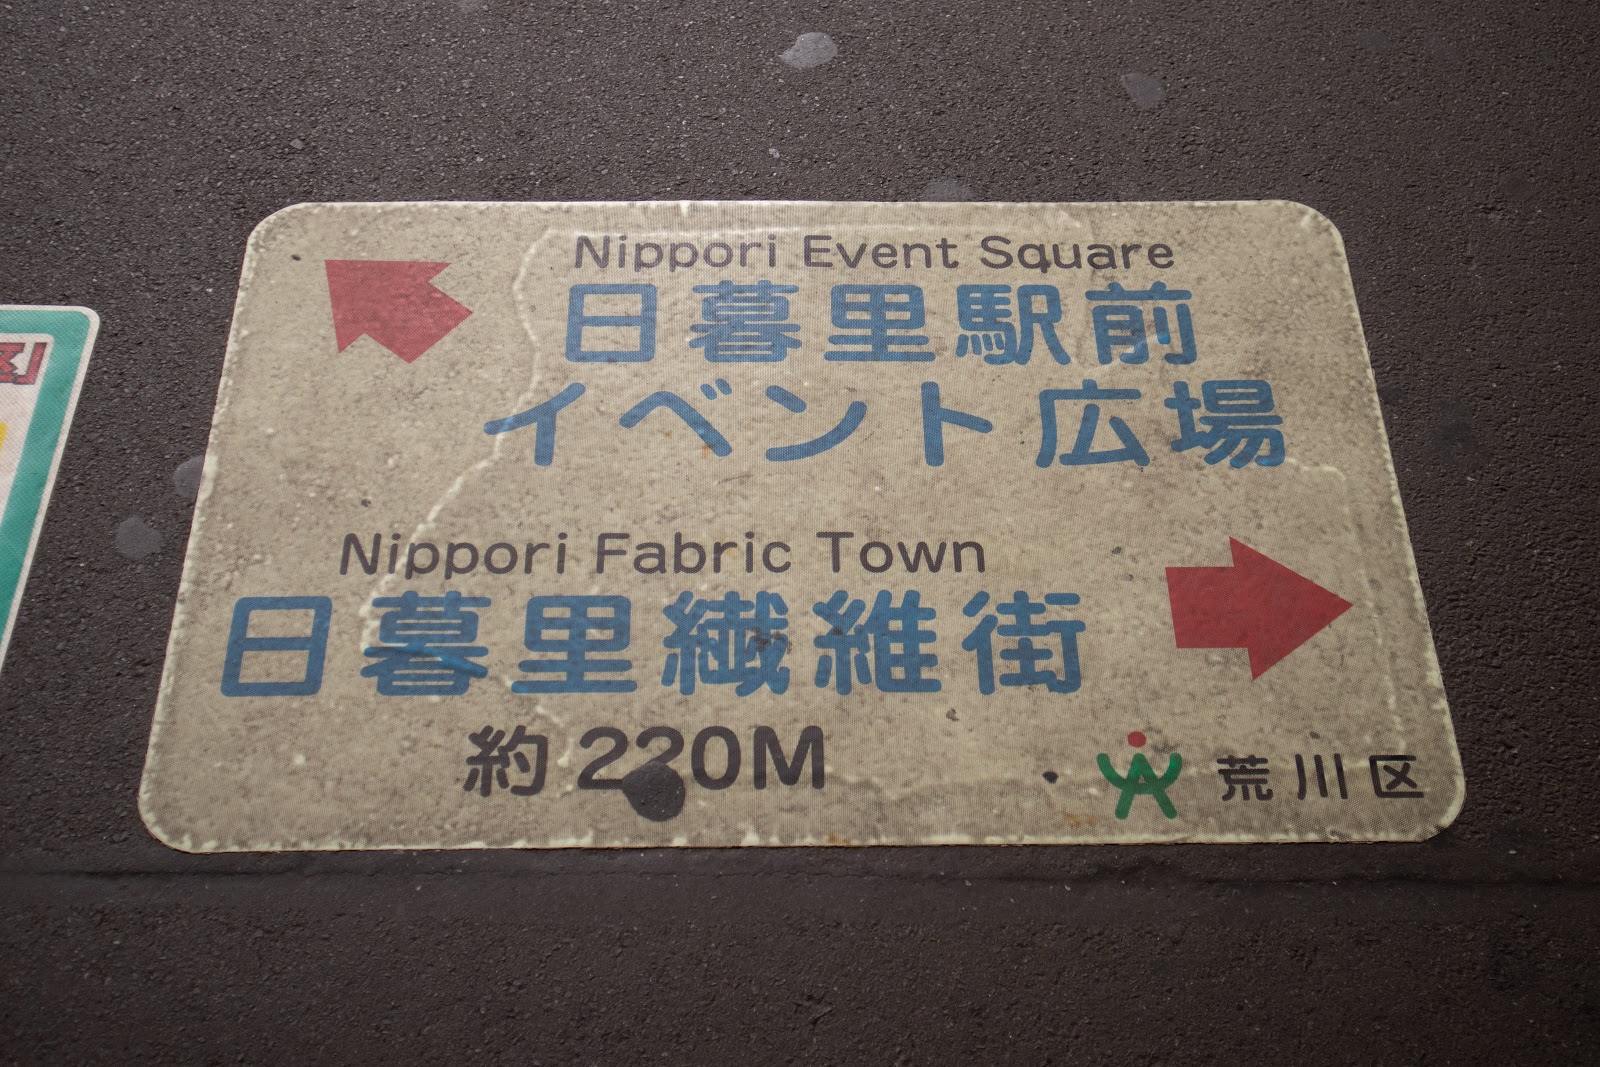 Nippori Event Square
日暮里駅前
イベント広場
Nippori Fabric Town
日暮里繊維街
約220M
荒川区